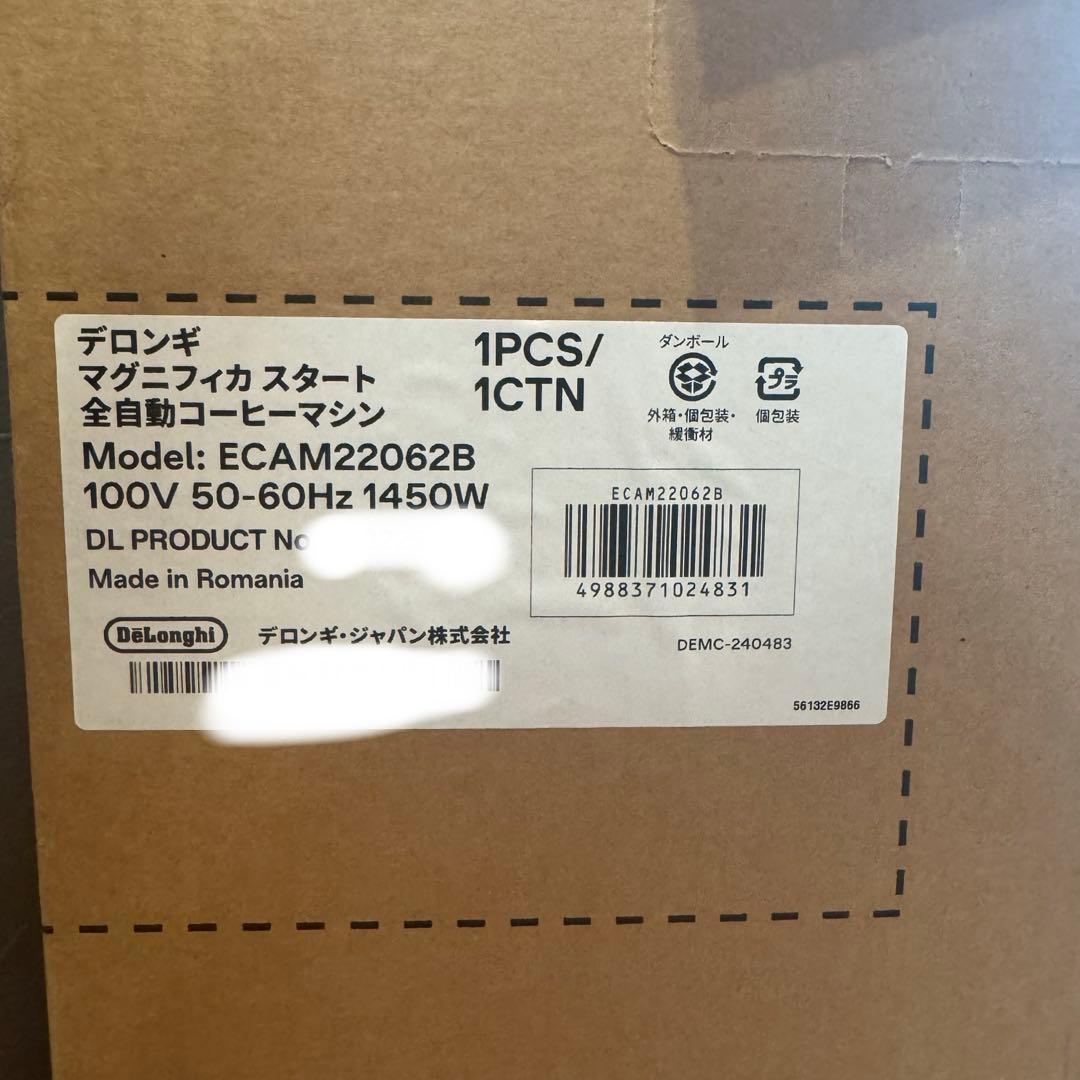 デロンギ
マグニフィカ スタート
全自動コーヒーマシン
Model: ECAM22062B
100V 50-60Hz 1450W
DL PRODUCT No
Made in Romania
DeLonghi
デロンギ・ジャパン株式会社
1PCS/
1CTN
ダンボール
外箱・個包装・
緩衝材
プラ
個包装
ECAM22062B
4988371024831
DEMC-240483
56132E9866